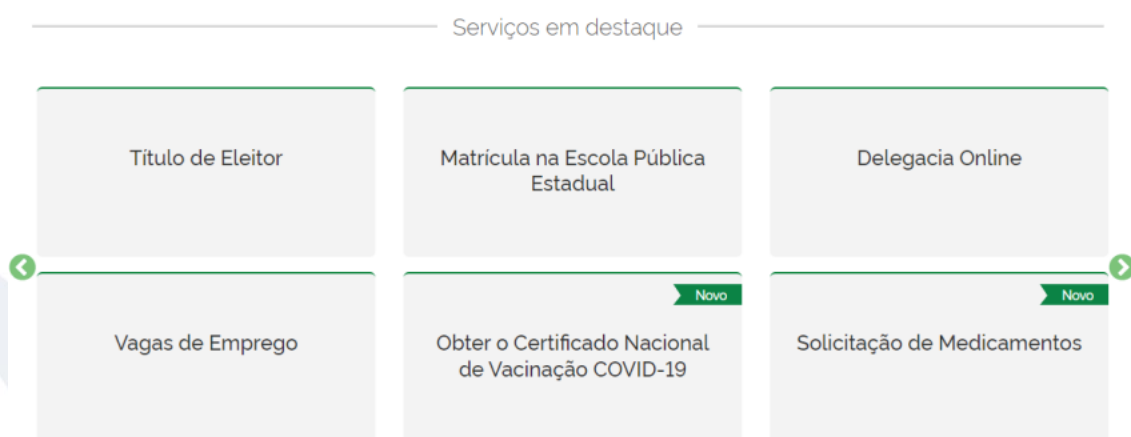 Serviços em destaque
Título de Eleitor
Matrícula na Escola Pública
Estadual
Delegacia Online
Vagas de Emprego
Novo
Obter o Certificado Nacional
de Vacinação COVID-19
Novo
Solicitação de Medicamentos